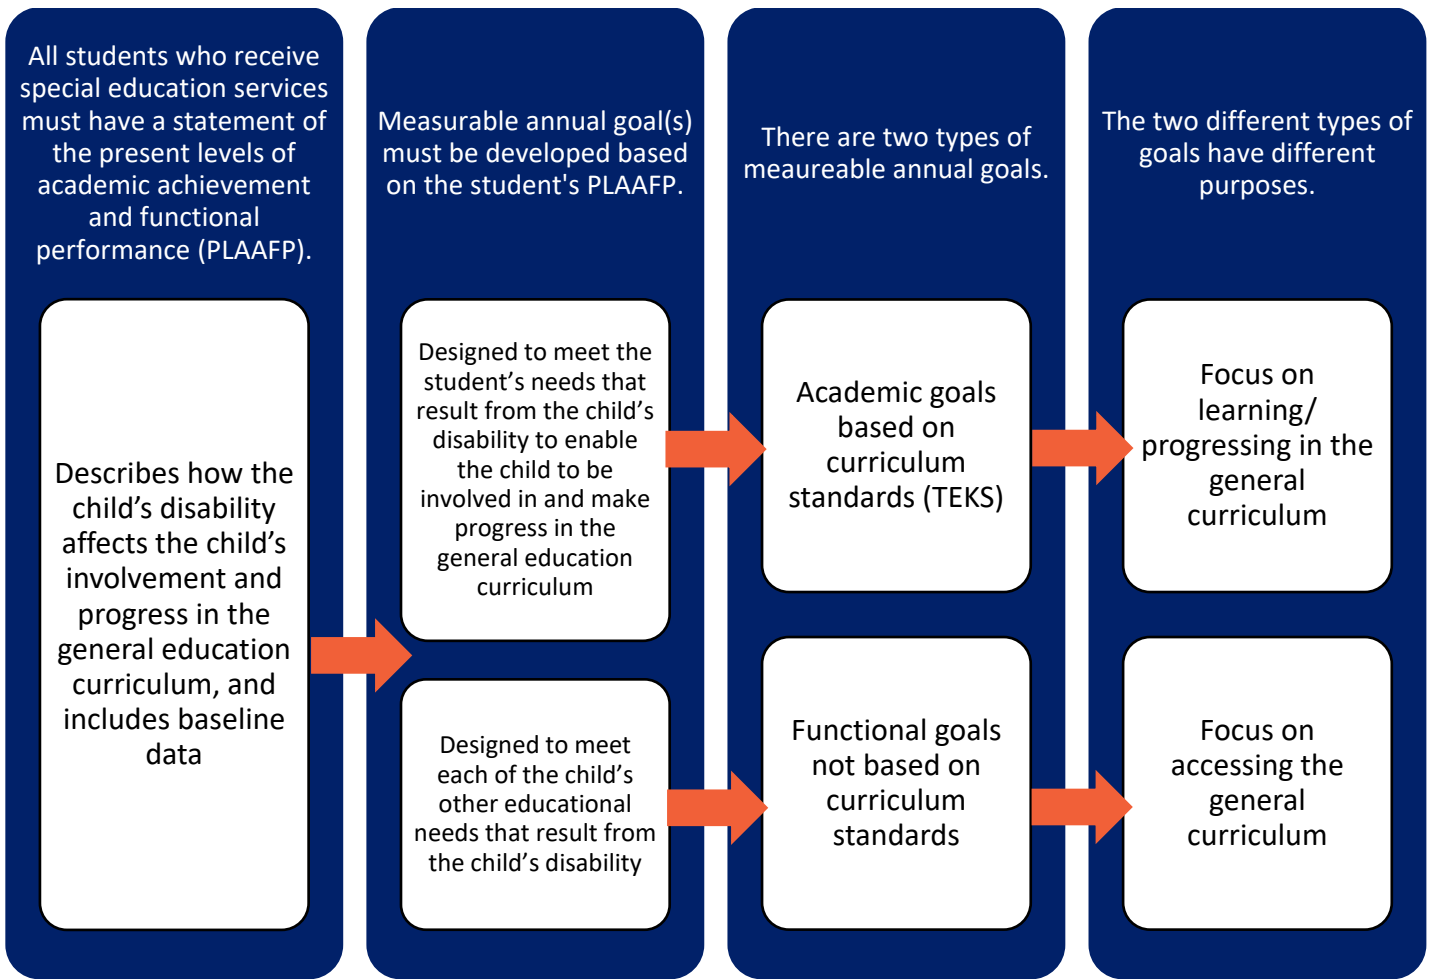 All students who receive
special education services
must have a statement of
the present levels of
academic achievement
and functional
performance (PLAAFP).
Describes how the
child’s disability
affects the child’s
involvement and
progress in the
general education
curriculum, and
includes baseline
data
Measurable annual goal(s)
must be developed based
on the student's PLAAFP.
Designed to meet the
student’s needs that
result from the child’s
disability to enable
the child to be
involved in and make
progress in the
general education
curriculum
Designed to meet
each of the child’s
other educational
needs that result from
the child’s disability
There are two types of
meaureable annual goals.
Academic goals
based on
curriculum
standards (TEKS)
Functional goals
not based on
curriculum
standards
The two different types of
goals have different
purposes.
Focus on
learning/
progressing in the
general
curriculum
Focus on
accessing the
general
curriculum